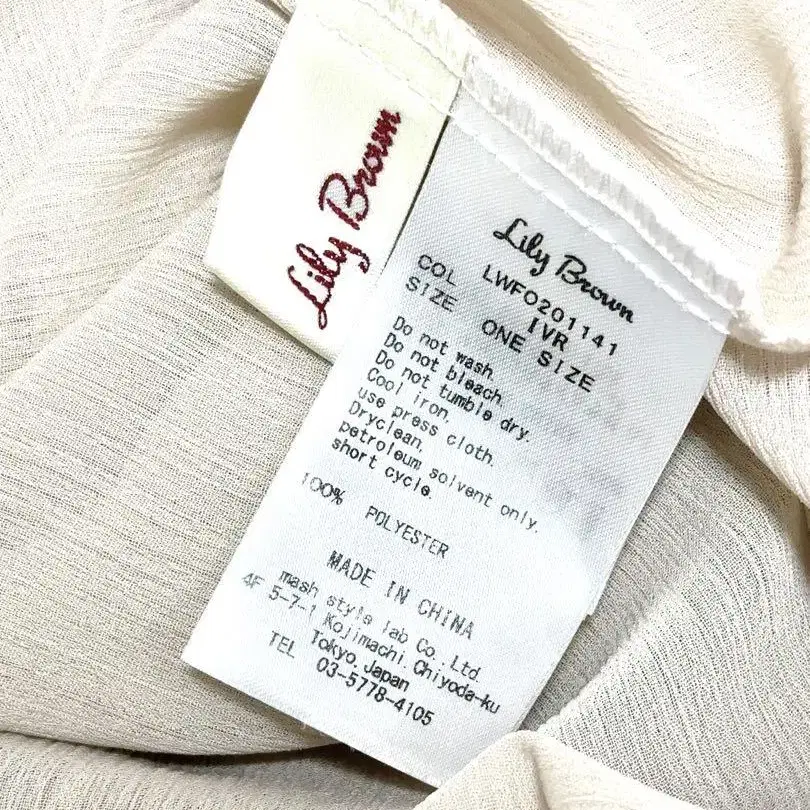 Lily Brown
Lily Brown
LWFO201141
COL IVR
SIZE ONE SIZE
Do not wash.
Do not bleach.
Do not tumble dry.
Cool iron.
use press cloth.
Dryclean.
petroleum solvent only.
short cycle.
100% POLYESTER
MADE IN CHINA
mash style lab Co., Ltd.
4F 5-7-1 Kojimachi, Chiyoda-ku
Tokyo, Japan
TEL 03-5778-4105